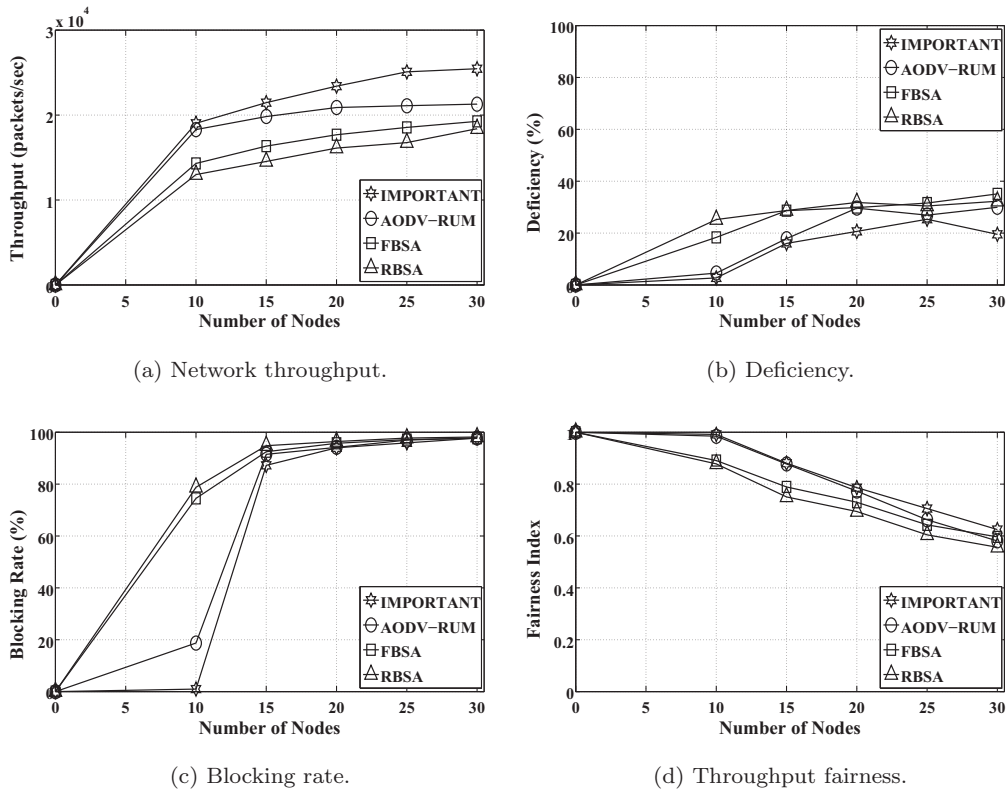 x 10^4
3
2
1
0
0 5 10 15 20 25 30
Throughput (packets/sec)
Number of Nodes
IMPORTANT
AODV-RUM
FBSA
RBSA
(a) Network throughput.
100
80
60
40
20
0
0 5 10 15 20 25 30
Deficiency (%)
Number of Nodes
IMPORTANT
AODV-RUM
FBSA
RBSA
(b) Deficiency.
100
80
60
40
20
0
0 5 10 15 20 25 30
Blocking Rate (%)
Number of Nodes
IMPORTANT
AODV-RUM
FBSA
RBSA
(c) Blocking rate.
1
0.8
0.6
0.4
0.2
0
0 5 10 15 20 25 30
Fairness Index
Number of Nodes
IMPORTANT
AODV-RUM
FBSA
RBSA
(d) Throughput fairness.